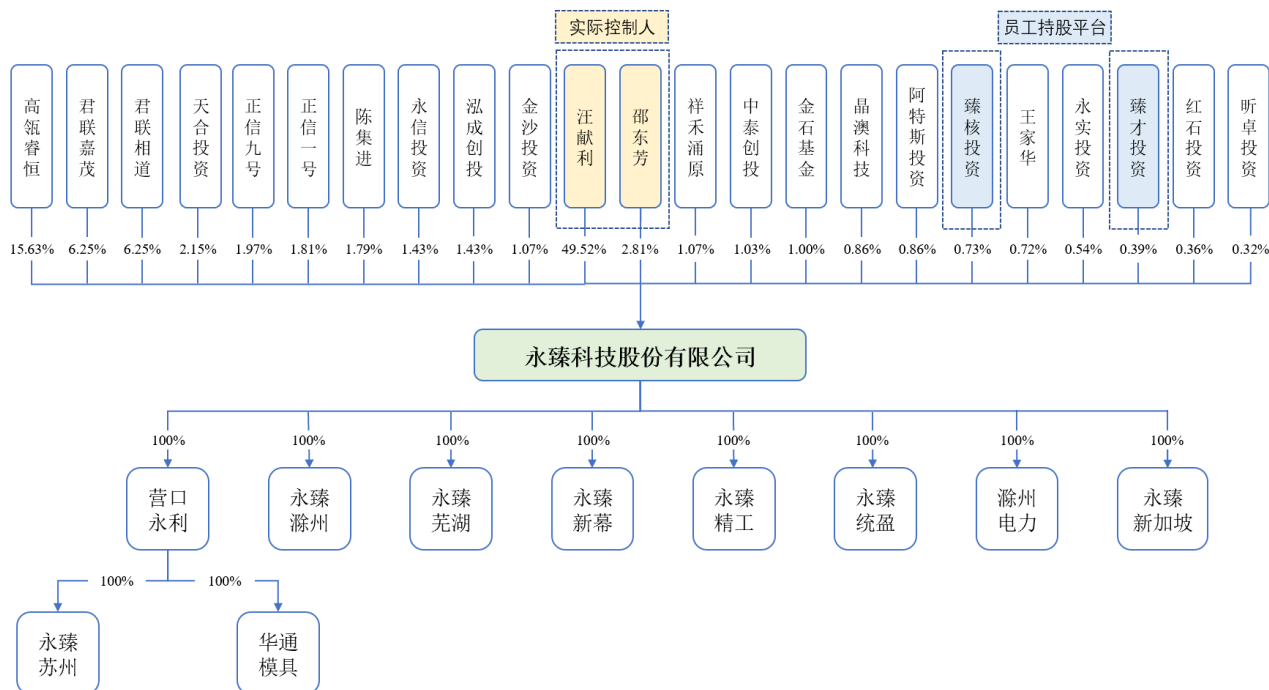 实际控制人
员工持股平台
高瓴睿恒
君联嘉茂
君联相道
天合投资
正信九号
正信一号
陈集进
永信投资
泓成创投
金沙投资
汪献利
邵东芳
祥禾涌原
中泰创投
金石基金
晶澳科技
阿特斯投资
臻核投资
王家华
永实投资
臻才投资
红石投资
昕卓投资
15.63%
6.25%
6.25%
2.15%
1.97%
1.81%
1.79%
1.43%
1.43%
1.07%
49.52%
2.81%
1.07%
1.03%
1.00%
0.86%
0.86%
0.73%
0.72%
0.54%
0.39%
0.36%
0.32%
永臻科技股份有限公司
100%
100%
100%
100%
100%
100%
100%
100%
营口
永利
永臻
滁州
永臻
芜湖
永臻
新幕
永臻
精工
永臻
统盈
滁州
电力
永臻
新加坡
100%
100%
永臻
苏州
华通
模具